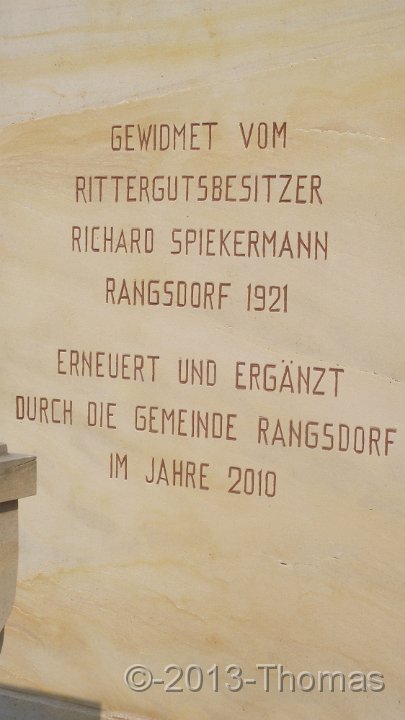 GEWIDMET VOM
RITTERGUTSBESITZER
RICHARD SPIEKERMANN
RANGSDORF 1921
ERNEUERT UND ERGÄNZT
DURCH DIE GEMEINDE RANGSDORF
IM JAHRE 2010
©-2013-Thomas